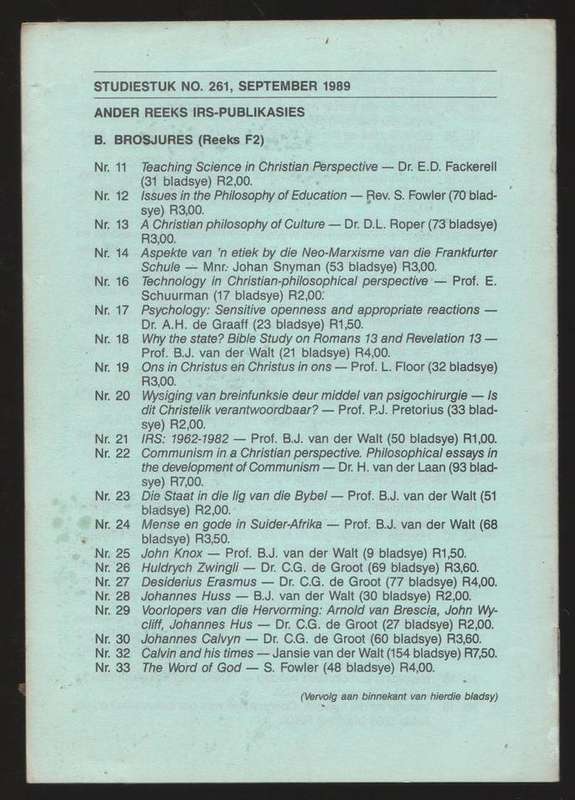 STUDIESTUK NO. 261, SEPTEMBER 1989
ANDER REEKS IRS-PUBLIKASIES
B. BROSJURES (Reeks F2)
Nr. 11 Teaching Science in Christian Perspective — Dr. E.D. Fackerell
(31 bladsye) R2,00.
Nr. 12 Issues in the Philosophy of Education — Rev. S. Fowler (70 blad-
sye) R3,00.
Nr. 13 A Christian philosophy of Culture — Dr. D.L. Roper (73 bladsye)
R3,00.
Nr. 14 Aspekte van 'n etiek by die Neo-Marxisme van die Frankfurter
Schule — Mnr. Johan Snyman (53 bladsye) R3,00.
Nr. 16 Technology in Christian-philosophical perspective — Prof. E.
Schuurman (17 bladsye) R2,00.
Nr. 17 Psychology: Sensitive openness and appropriate reactions —
Dr. A.H. de Graaff (23 bladsye) R1,50.
Nr. 18 Why the state? Bible Study on Romans 13 and Revelation 13 —
Prof. B.J. van der Walt (21 bladsye) R4,00.
Nr. 19 Ons in Christus en Christus in ons — Prof. L. Floor (32 bladsye)
R3,00.
Nr. 20 Wysiging van breinfunksie deur middel van psigochirurgie — Is
dit Christelik verantwoordbaar? — Prof. P.J. Pretorius (33 blad-
sye) R2,00.
Nr. 21 IRS: 1962-1982 — Prof. B.J. van der Walt (50 bladsye) R1,00.
Nr. 22 Communism in a Christian perspective. Philosophical essays in
the development of Communism — Dr. H. van der Laan (93 blad-
sye) R7,00.
Nr. 23 Die Staat in die lig van die Bybel — Prof. B.J. van der Walt (51
bladsye) R2,00.
Nr. 24 Mense en gode in Suider-Afrika — Prof. B.J. van der Walt (68
bladsye) R3,50.
Nr. 25 John Knox — Prof. B.J. van der Walt (9 bladsye) R1,50.
Nr. 26 Huldrych Zwingli — Dr. C.G. de Groot (69 bladsye) R3,60.
Nr. 27 Desiderius Erasmus — Dr. C.G. de Groot (77 bladsye) R4,00.
Nr. 28 Johannes Huss — B.J. van der Walt (30 bladsye) R2,00.
Nr. 29 Voorlopers van die Hervorming: Arnold van Brescia, John Wy-
cliff, Johannes Hus — Dr. C.G. de Groot (27 bladsye) R2,00.
Nr. 30 Johannes Calvyn — Dr. C.G. de Groot (60 bladsye) R3,60.
Nr. 32 Calvin and his times — Jansie van der Walt (154 bladsye) R7,50.
Nr. 33 The Word of God — S. Fowler (48 bladsye) R4,00.
(Vervolg aan binnekant van hierdie bladsy)